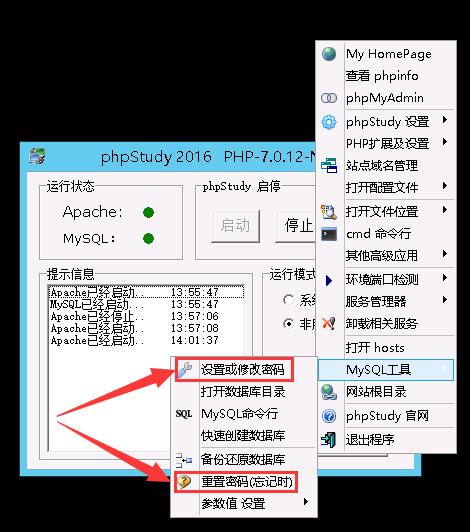 My HomePage
查看 phpinfo
phpMyAdmin
phpStudy 设置
PHP扩展及设置
站点域名管理
打开配置文件
打开文件位置
cmd 命令行
其他高级应用
环境端口检测
服务管理器
卸载相关服务
打开 hosts
MySQL工具
网站根目录
phpStudy 官网
退出程序
phpStudy 2016 PHP-7.0.12-N
运行状态
Apache:
MySQL:
phpStudy 启停
启动
停止
提示信息
Apache已经启动.. 13:55:47
MySQL已经启动.. 13:55:47
Apache已经停止.. 13:57:06
Apache已经启动.. 13:57:08
Apache已经启动.. 14:01:37
运行模式
系
非
设置或修改密码
打开数据库目录
SQL MySQL命令行
快速创建数据库
备份还原数据库
重置密码(忘记时)
参数值 设置